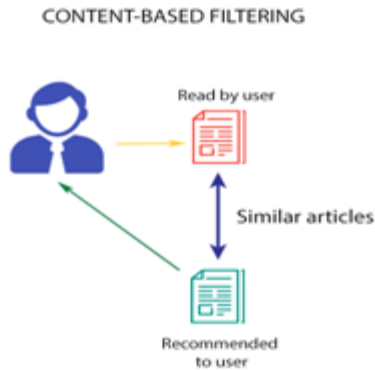 CONTENT-BASED FILTERING
Read by user
Similar articles
Recommended
to user